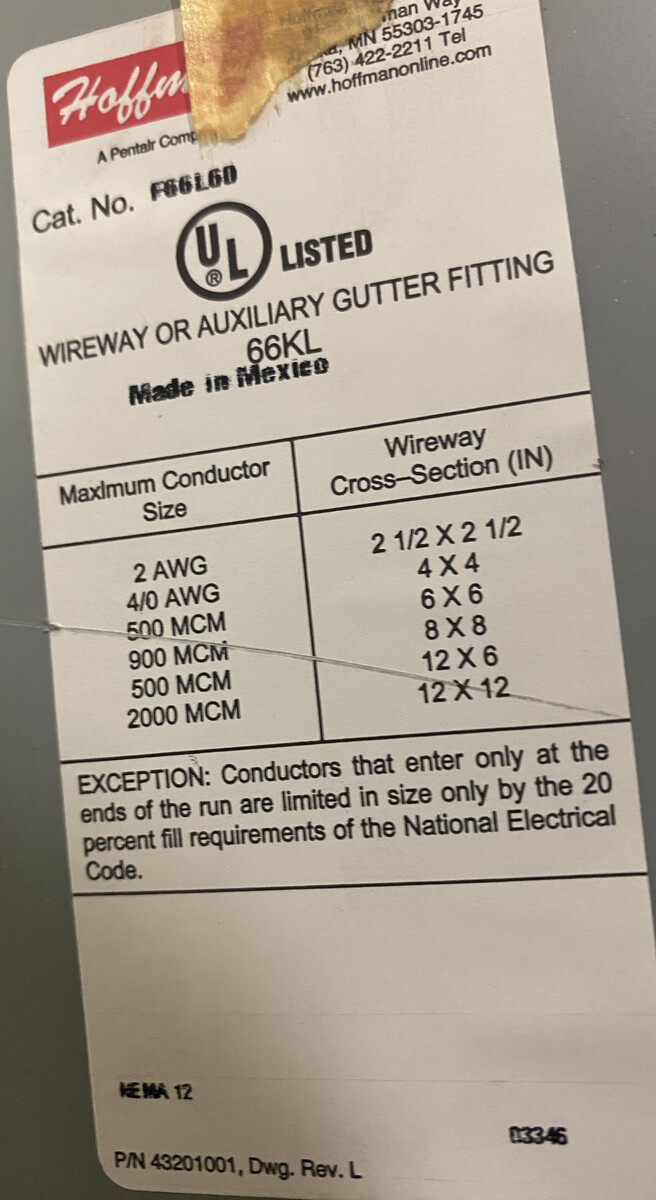 Hoffm
man Way
a, MN 55303-1745
(763) 422-2211 Tel
www.hoffmanonline.com
A Pentair Comp
Cat. No. F66L6D
UL® LISTED
WIREWAY OR AUXILIARY GUTTER FITTING
66KL
Made in Mexico
Maximum Conductor Size
Wireway Cross–Section (IN)
2 AWG 2 1/2 X 2 1/2
4/0 AWG 4 X 4
500 MCM 6 X 6
900 MCM 8 X 8
500 MCM 12 X 6
2000 MCM 12 X 12
EXCEPTION: Conductors that enter only at the
ends of the run are limited in size only by the 20
percent fill requirements of the National Electrical
Code.
NEMA 12
03346
P/N 43201001, Dwg. Rev. L